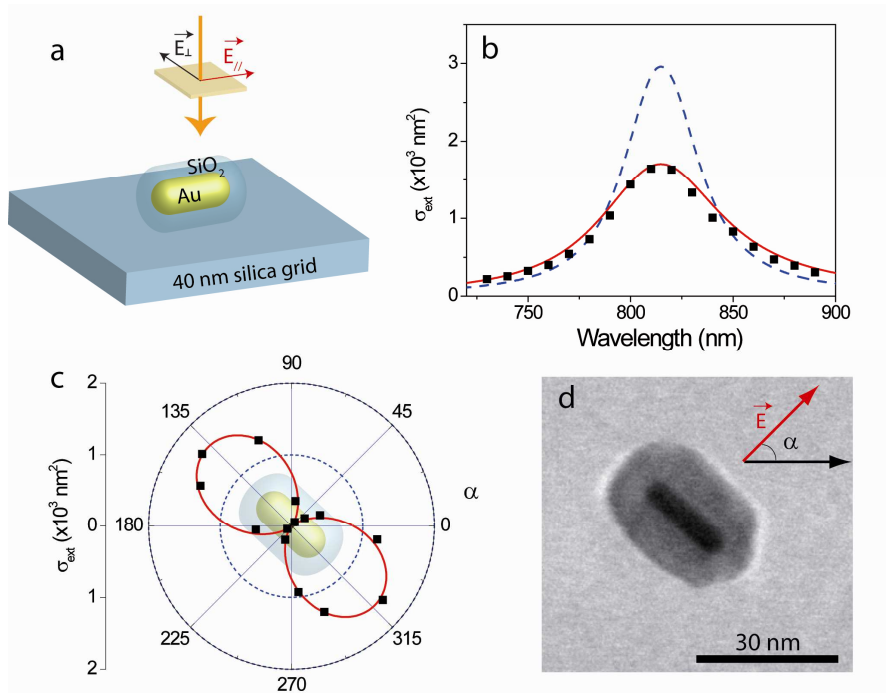 a
E⊥
E//
SiO2
Au
40 nm silica grid
b
σext (x10³ nm²)
3
2
1
0
750
800
850
900
Wavelength (nm)
c
σext (x10³ nm²)
2
1
0
1
2
90
135
45
180
0
225
315
270
α
d
E
α
30 nm